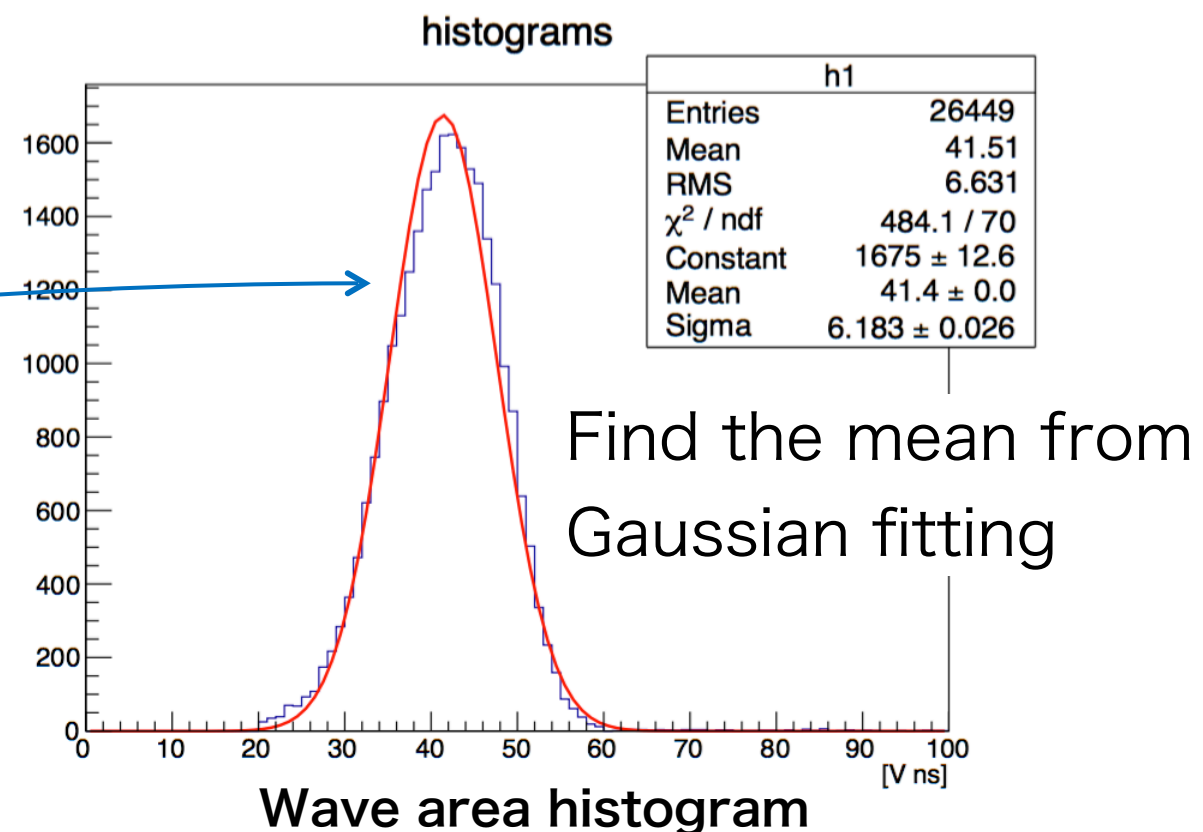 histograms
h1
Entries 26449
Mean 41.51
RMS 6.631
χ² / ndf 484.1 / 70
Constant 1675 ± 12.6
Mean 41.4 ± 0.0
Sigma 6.183 ± 0.026
1600
1400
1200
1000
800
600
400
200
0
Find the mean from
Gaussian fitting
0 10 20 30 40 50 60 70 80 90 100
[V ns]
Wave area histogram